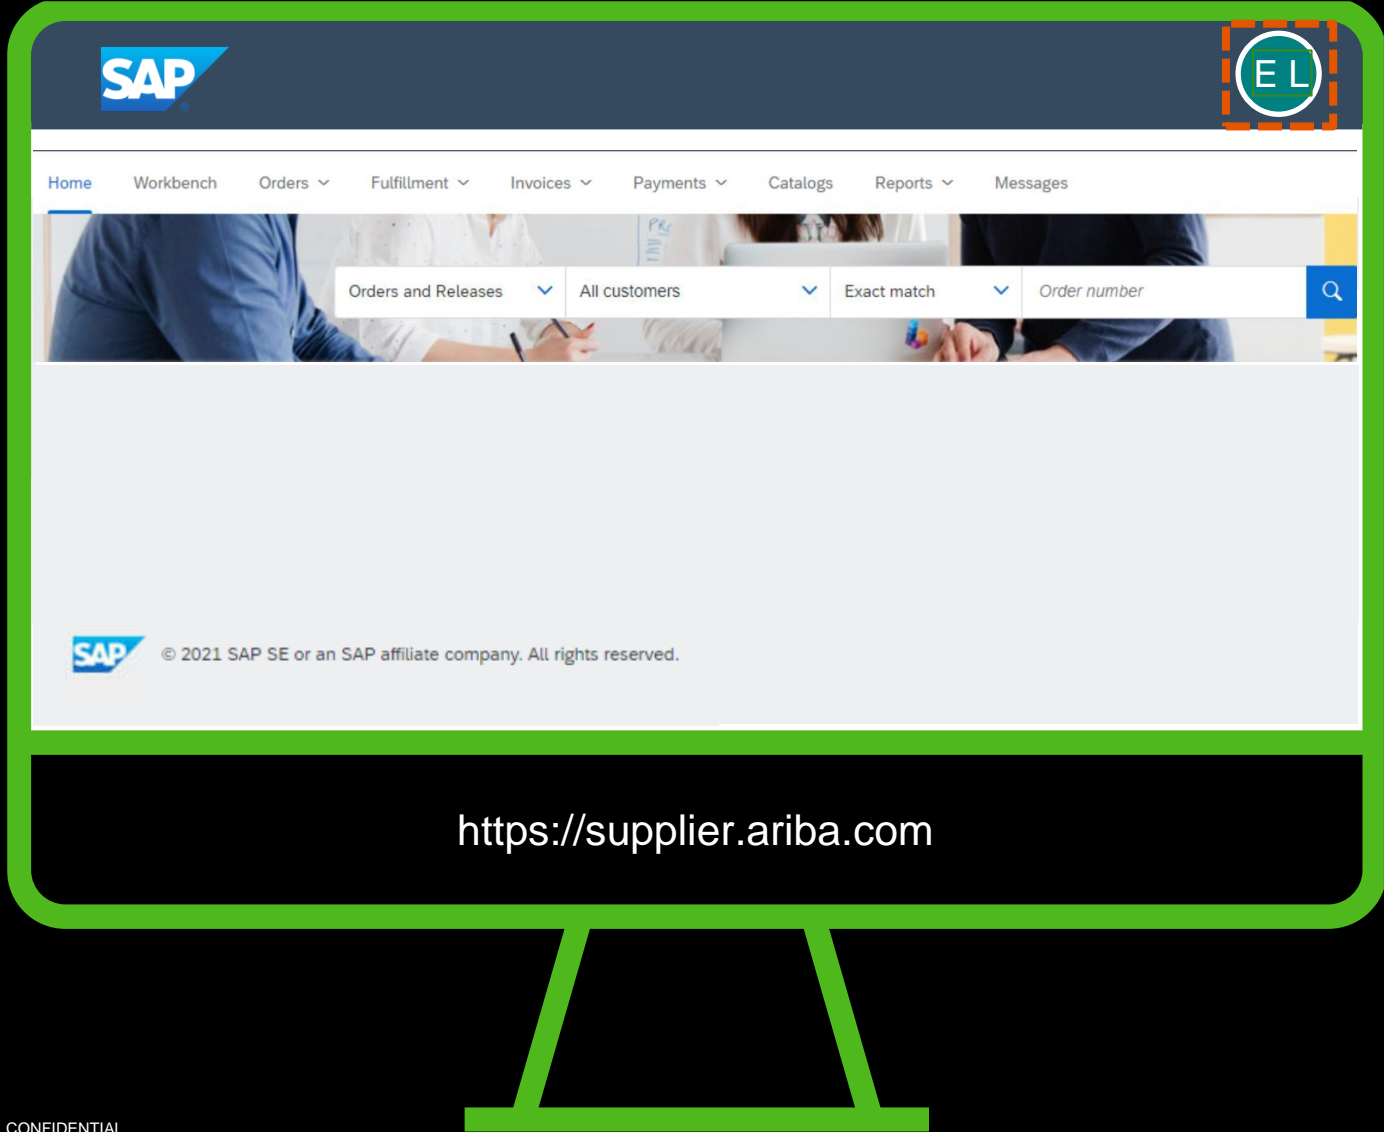 SAP
E L
Home Workbench Orders Fulfillment Invoices Payments Catalogs Reports Messages
Orders and Releases All customers Exact match Order number
SAP © 2021 SAP SE or an SAP affiliate company. All rights reserved.
https://supplier.ariba.com
CONFIDENTIAL